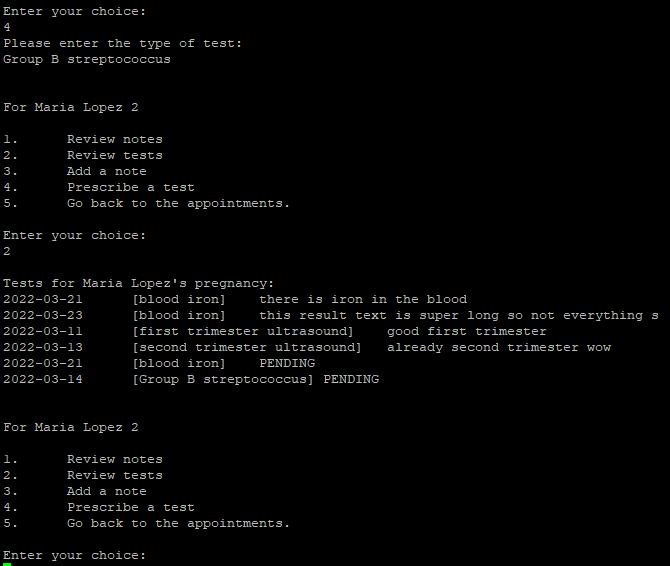 Enter your choice:
4
Please enter the type of test:
Group B streptococcus
For Maria Lopez 2
1. Review notes
2. Review tests
3. Add a note
4. Prescribe a test
5. Go back to the appointments.
Enter your choice:
2
Tests for Maria Lopez's pregnancy:
2022-03-21 [blood iron] there is iron in the blood
2022-03-23 [blood iron] this result text is super long so not everything s
2022-03-11 [first trimester ultrasound] good first trimester
2022-03-13 [second trimester ultrasound] already second trimester wow
2022-03-21 [blood iron] PENDING
2022-03-14 [Group B streptococcus] PENDING
For Maria Lopez 2
1. Review notes
2. Review tests
3. Add a note
4. Prescribe a test
5. Go back to the appointments.
Enter your choice: